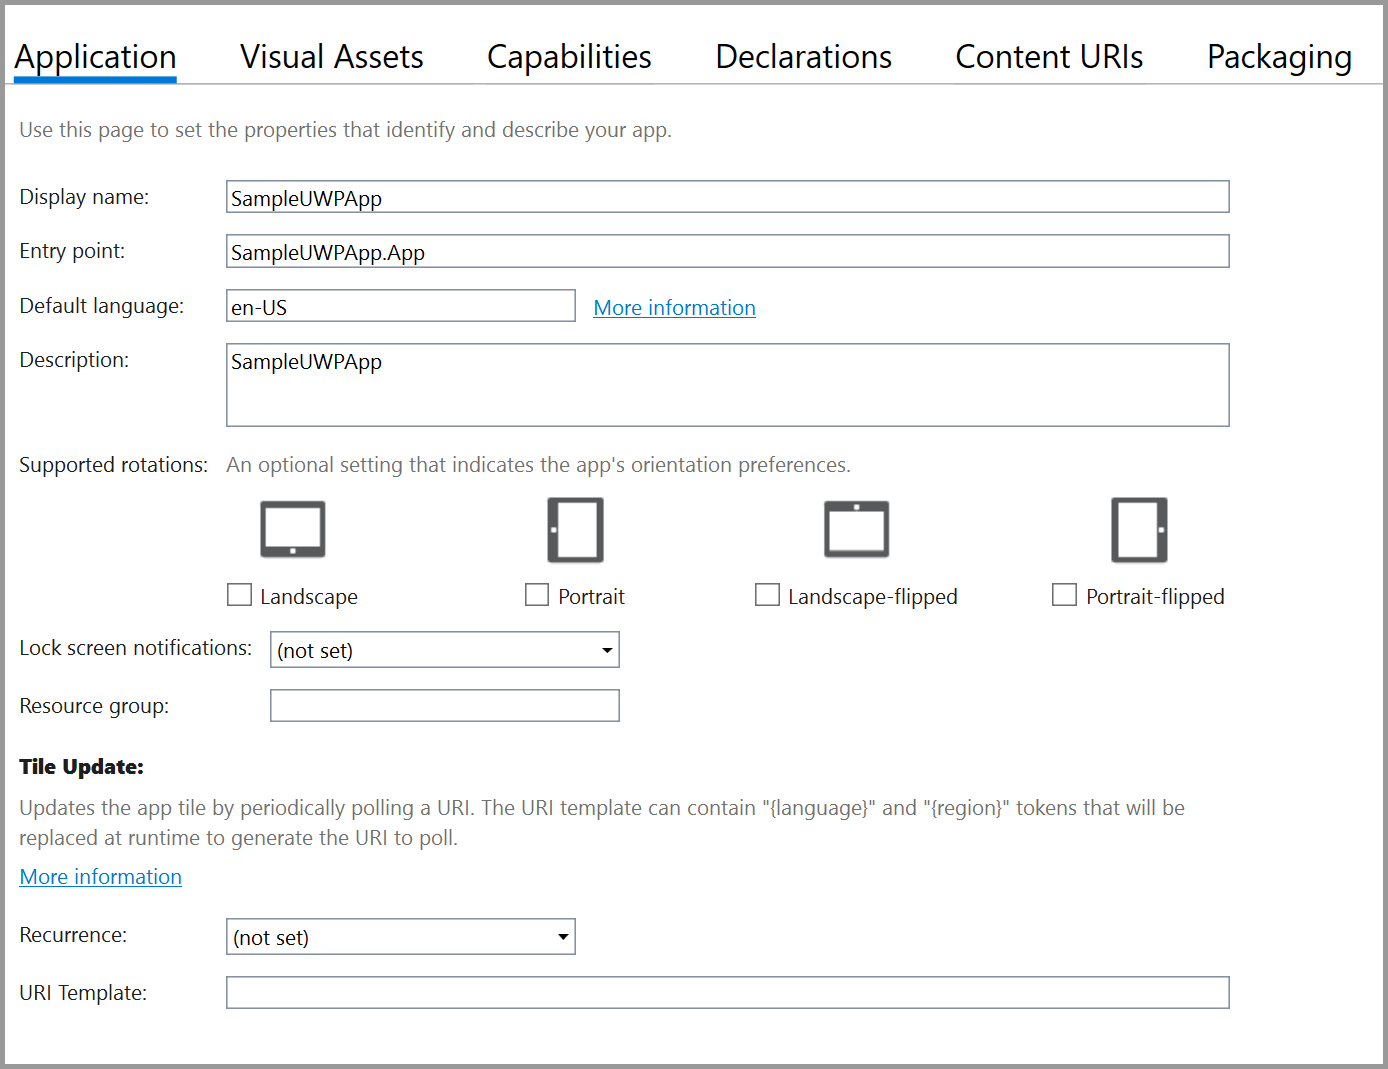 Application Visual Assets Capabilities Declarations Content URIs Packaging
Use this page to set the properties that identify and describe your app.
Display name: SampleUWPApp
Entry point: SampleUWPApp.App
Default language: en-US More information
Description: SampleUWPApp
Supported rotations: An optional setting that indicates the app's orientation preferences.
Landscape Portrait Landscape-flipped Portrait-flipped
Lock screen notifications: (not set)
Resource group:
Tile Update:
Updates the app tile by periodically polling a URI. The URI template can contain "{language}" and "{region}" tokens that will be
replaced at runtime to generate the URI to poll.
More information
Recurrence: (not set)
URI Template: